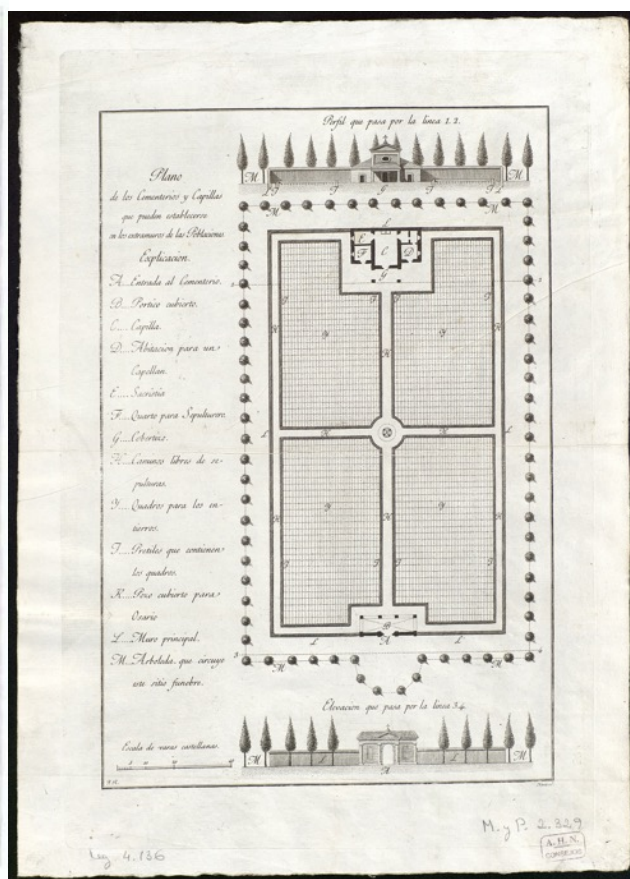 Perfil que pasa por la linea 1.2.
Plano
de los Cementerios y Capillas
que pueden establecerse
en los extramuros de las Poblaciones
Explicacion.
A... Entrada al Cementerio.
B... Portico cubierto.
C... Capilla.
D... Abitacion para un
Capellan.
E... Sacristia
F... Quarto para Sepulturero.
G... Cobertizo.
H... Caminos libres de se-
pulturas.
Y... Quadros para los en-
tierros.
J... Pretiles que contienen
los quadros.
K... Pozo cubierto para
Osario
L... Muro principal.
M... Arbolada, que circuye
este sitio funebre.
Elevacion que pasa por la linea 3.4.
Escala de varas castellanas.
M. y P. 2.329
Leg. 4.136
A.H.N.
CONSEJOS